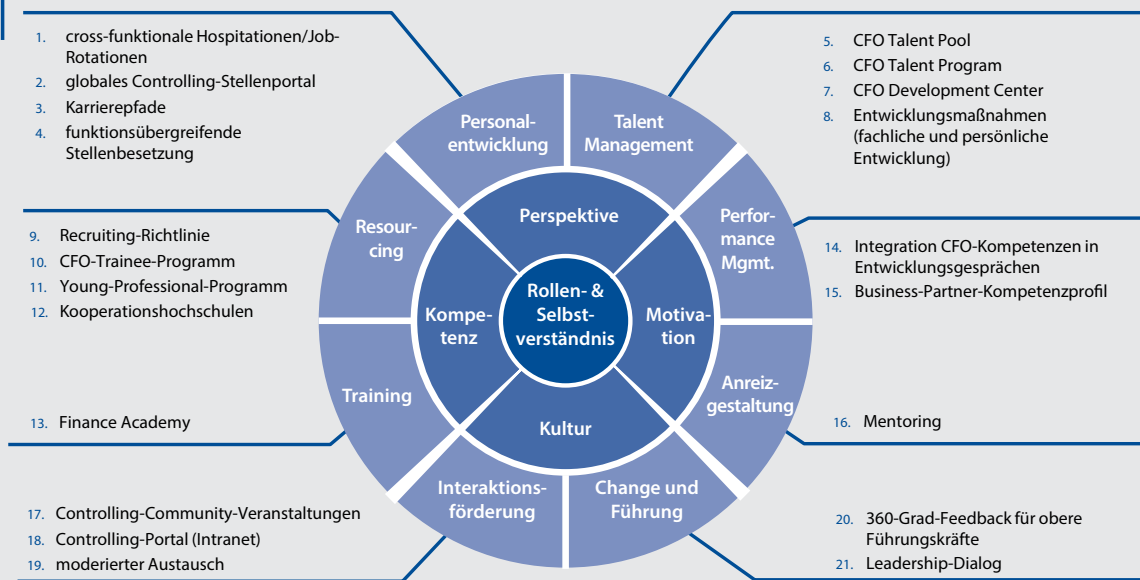 1. cross-funktionale Hospitationen/Job-
Rotationen
2. globales Controlling-Stellenportal
3. Karrierepfade
4. funktionsübergreifende
Stellenbesetzung
5. CFO Talent Pool
6. CFO Talent Program
7. CFO Development Center
8. Entwicklungsmaßnahmen
(fachliche und persönliche
Entwicklung)
9. Recruiting-Richtlinie
10. CFO-Trainee-Programm
11. Young-Professional-Programm
12. Kooperationshochschulen
13. Finance Academy
14. Integration CFO-Kompetenzen in
Entwicklungsgesprächen
15. Business-Partner-Kompetenzprofil
16. Mentoring
17. Controlling-Community-Veranstaltungen
18. Controlling-Portal (Intranet)
19. moderierter Austausch
20. 360-Grad-Feedback für obere
Führungskräfte
21. Leadership-Dialog
Personal-
entwicklung
Talent
Management
Resour-
cing
Perfor-
mance
Mgmt.
Training
Anreiz-
gestaltung
Interaktions-
förderung
Change und
Führung
Perspektive
Kompe-
tenz
Motiva-
tion
Kultur
Rollen- &
Selbst-
verständnis